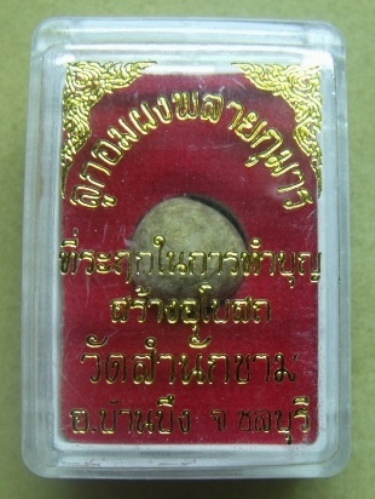 ลูกอมผงพลายกุมาร
ที่ระฤกในการทำบุญ
สร้างอุโบสถ
วัดสำนักขาม
อ.บ้านบึง จ ชลบุรี